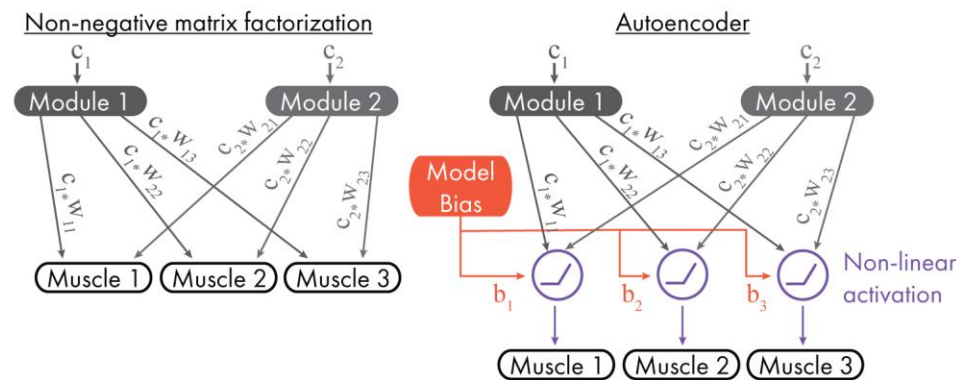 Non-negative matrix factorization
c1
c2
Module 1
Module 2
c1*w11
c1*w22
c1*w13
c2*w21
c2*w22
c2*w23
Muscle 1
Muscle 2
Muscle 3
Autoencoder
c1
c2
Module 1
Module 2
Model
Bias
c1*w11
c1*w22
c1*w13
c2*w21
c2*w22
c2*w23
b1
b2
b3
Non-linear
activation
Muscle 1
Muscle 2
Muscle 3